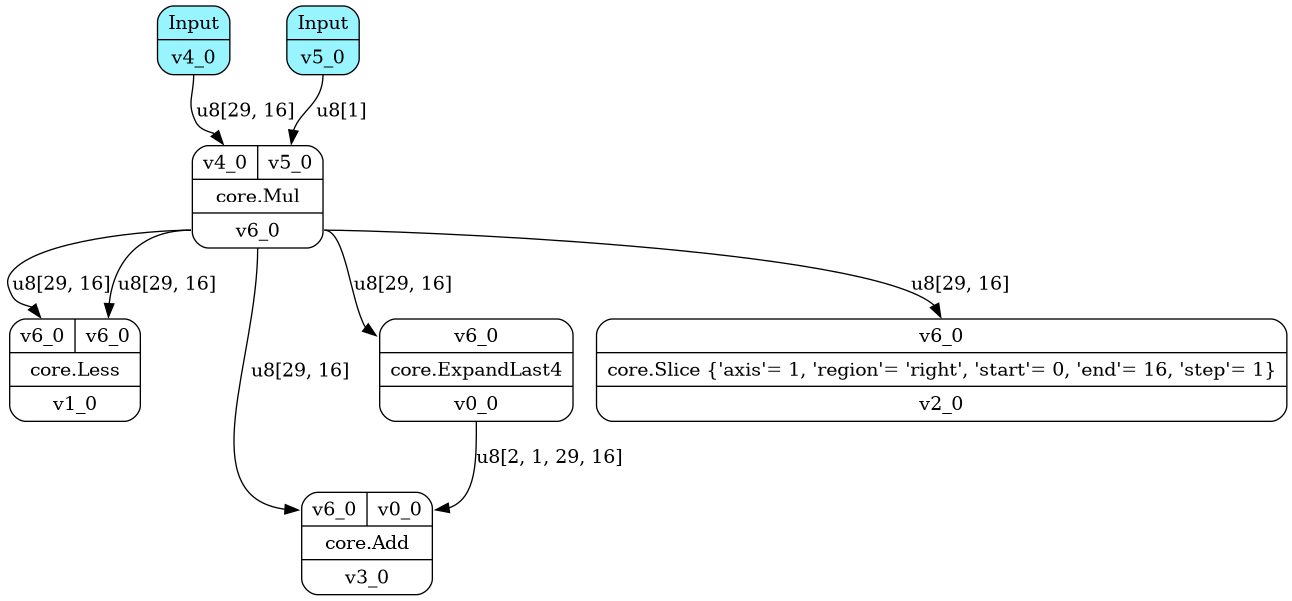 Input
v4_0
Input
v5_0
u8[29, 16]
u8[1]
v4_0 v5_0
core.Mul
v6_0
u8[29, 16]
u8[29, 16]
u8[29, 16]
u8[29, 16]
v6_0 v6_0
core.Less
v1_0
u8[29, 16]
v6_0
core.ExpandLast4
v0_0
v6_0
core.Slice {'axis'= 1, 'region'= 'right', 'start'= 0, 'end'= 16, 'step'= 1}
v2_0
u8[2, 1, 29, 16]
v6_0 v0_0
core.Add
v3_0